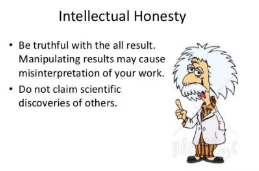 Intellectual Honesty
• Be truthful with the all result.
Manipulating results may cause
misinterpretation of your work.
• Do not claim scientific
discoveries of others.